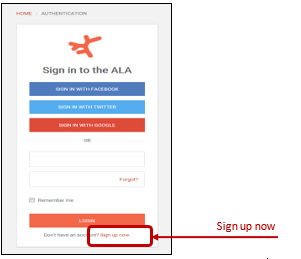 HOME  AUTHENTICATION
Sign in to the ALA
SIGN IN WITH FACEBOOK
SIGN IN WITH TWITTER
SIGN IN WITH GOOGLE
OR
Forgot?
Remember me
LOGIN
Don't have an account? Sign up now
Sign up now